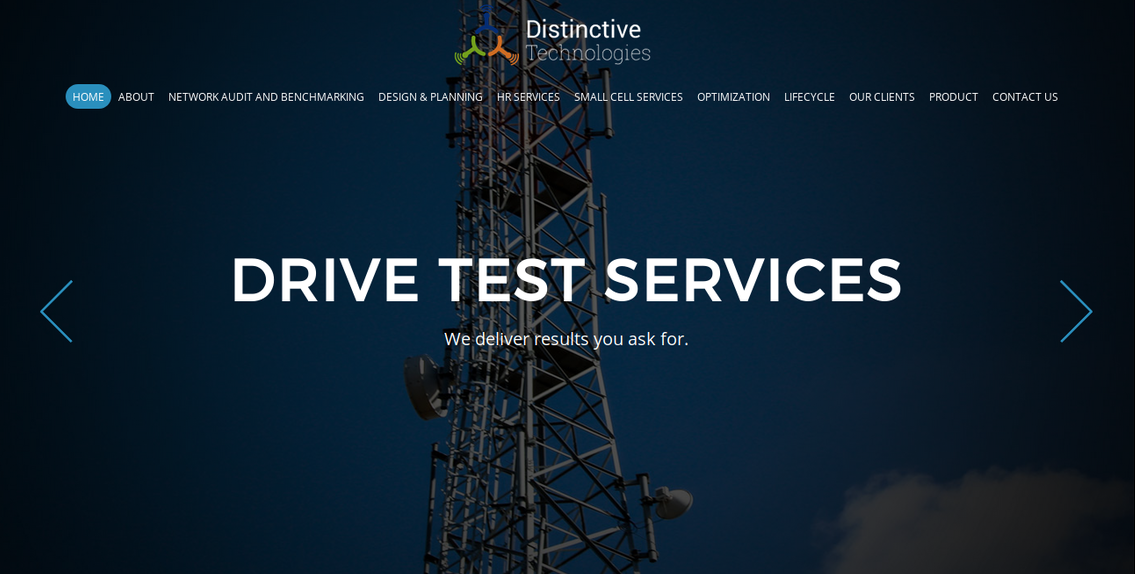 Distinctive
Technologies
HOME ABOUT NETWORK AUDIT AND BENCHMARKING DESIGN & PLANNING HR SERVICES SMALL CELL SERVICES OPTIMIZATION LIFECYCLE OUR CLIENTS PRODUCT CONTACT US
DRIVE TEST SERVICES
We deliver results you ask for.